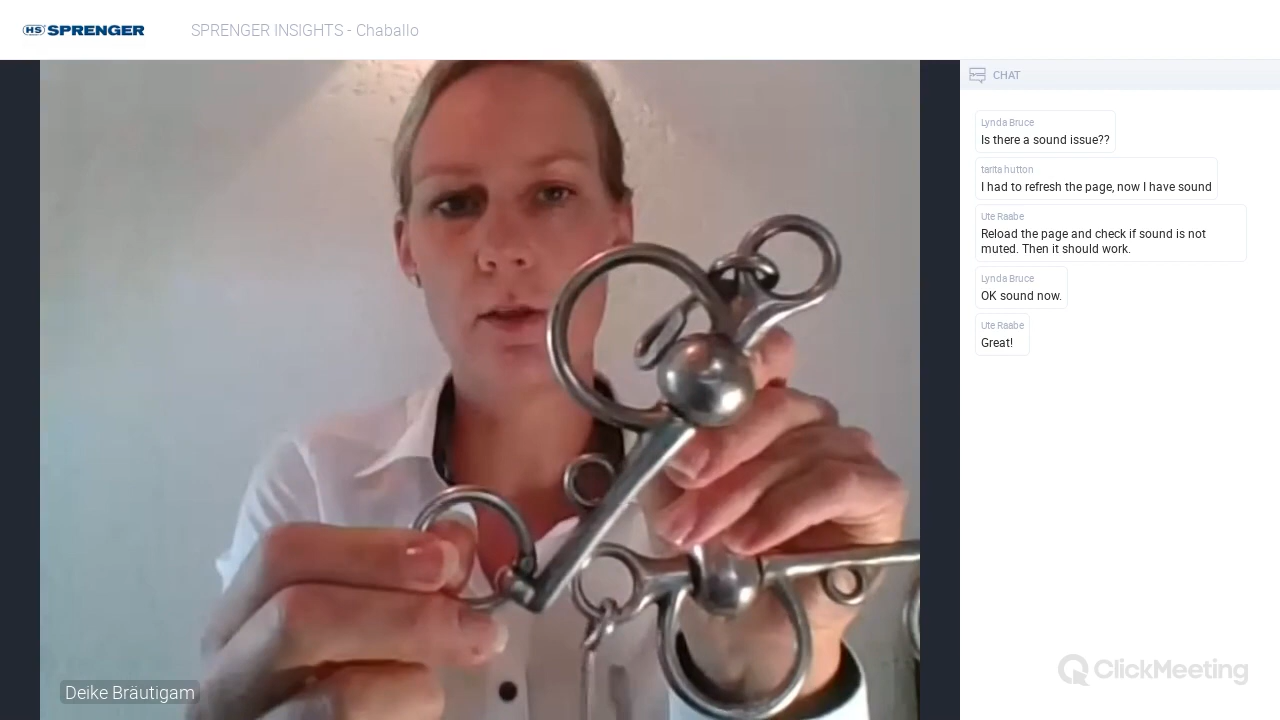 HS SPRENGER
SPRENGER INSIGHTS - Chaballo
CHAT
Lynda Bruce
Is there a sound issue??
tarita hutton
I had to refresh the page, now I have sound
Ute Raabe
Reload the page and check if sound is not
muted. Then it should work.
Lynda Bruce
OK sound now.
Ute Raabe
Great!
Deike Bräutigam
ClickMeeting